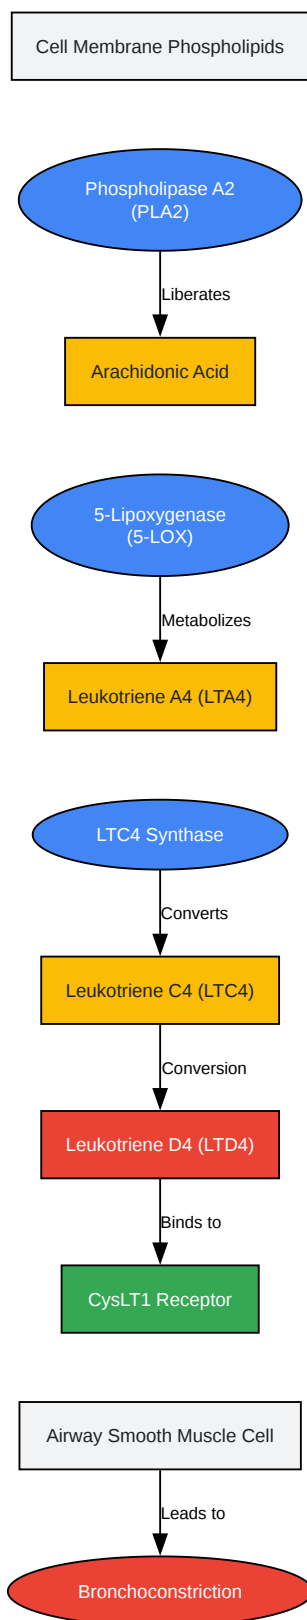 Cell Membrane Phospholipids
Phospholipase A2
(PLA2)
Liberates
Arachidonic Acid
5-Lipoxygenase
(5-LOX)
Metabolizes
Leukotriene A4 (LTA4)
LTC4 Synthase
Converts
Leukotriene C4 (LTC4)
Conversion
Leukotriene D4 (LTD4)
Binds to
CysLT1 Receptor
Airway Smooth Muscle Cell
Leads to
Bronchoconstriction